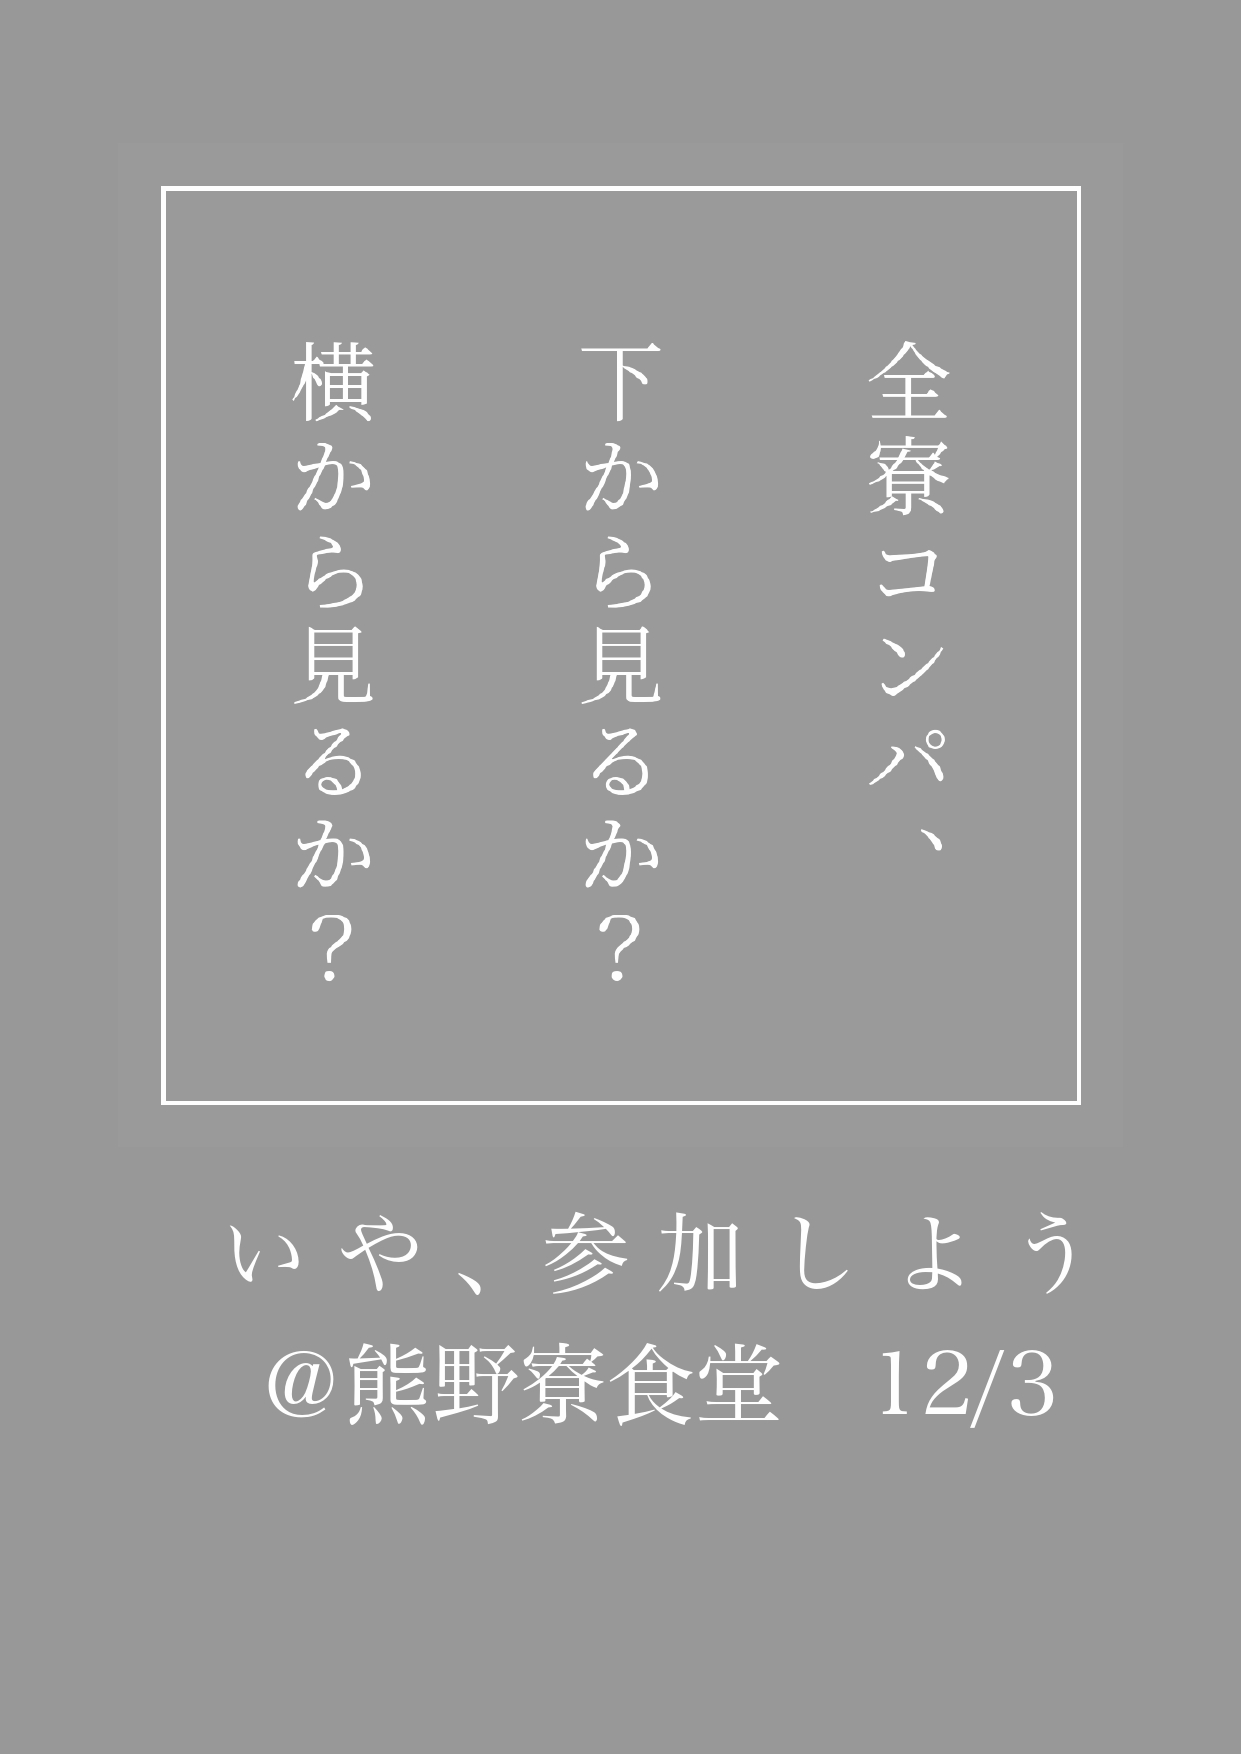 全寮コンパ、
下から見るか？
横から見るか？
いや、参加しよう
@熊野寮食堂　12/3